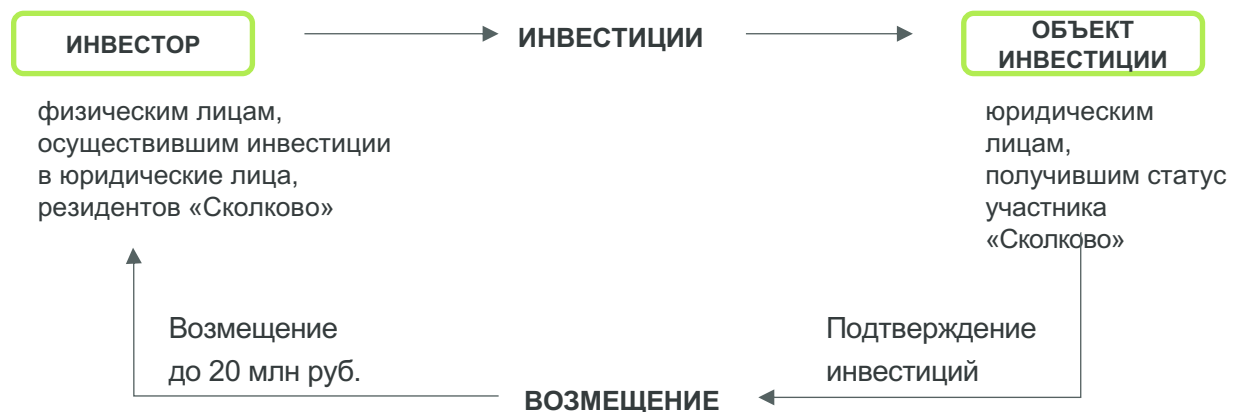 ИНВЕСТОР
ИНВЕСТИЦИИ
ОБЪЕКТ
ИНВЕСТИЦИИ
физическим лицам,
осуществившим инвестиции
в юридические лица,
резидентов «Сколково»
юридическим
лицам,
получившим статус
участника
«Сколково»
Возмещение
до 20 млн руб.
Подтверждение
инвестиций
ВОЗМЕЩЕНИЕ